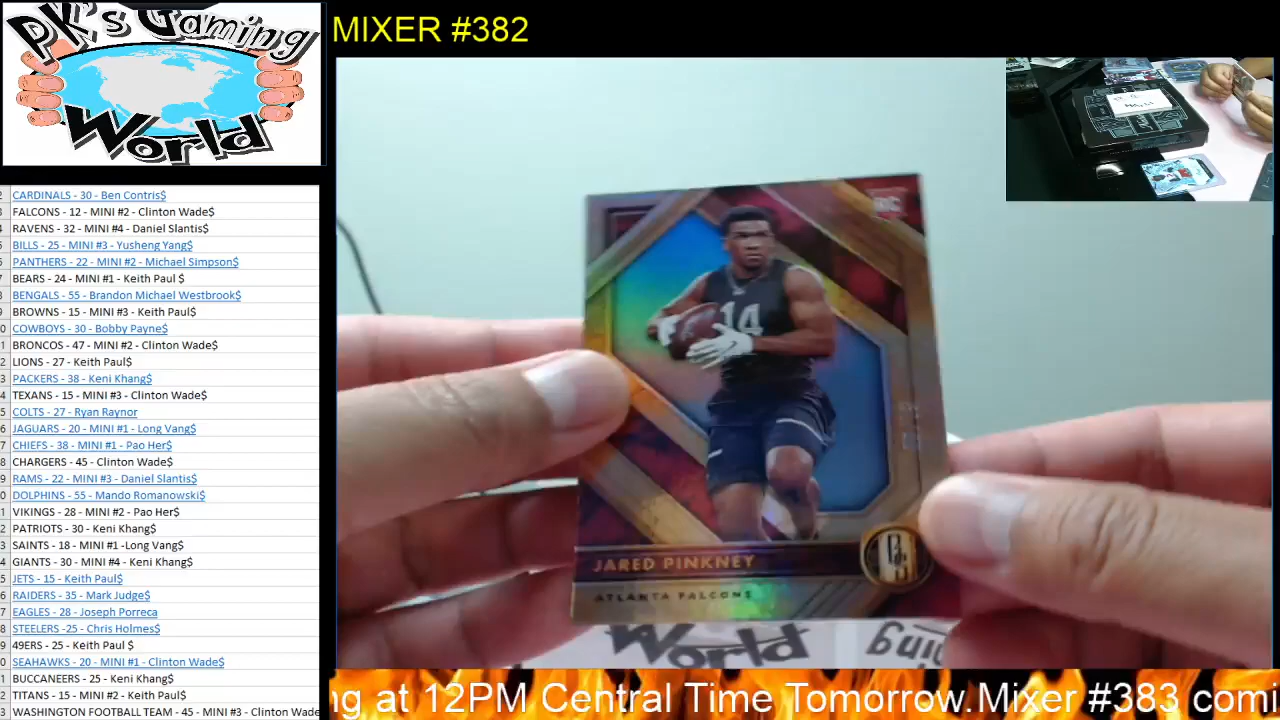 PK's Gaming
World
MIXER #382
CARDINALS - 30 - Ben Contris$
FALCONS - 12 - MINI #2 - Clinton Wade$
RAVENS - 32 - MINI #4 - Daniel Slantis$
BILLS - 25 - MINI #3 - Yusheng Yang$
PANTHERS - 22 - MINI #2 - Michael Simpson$
BEARS - 24 - MINI #1 - Keith Paul $
BENGALS - 55 - Brandon Michael Westbrook$
BROWNS - 15 - MINI #3 - Keith Paul$
COWBOYS - 30 - Bobby Payne$
BRONCOS - 47 - MINI #2 - Clinton Wade$
LIONS - 27 - Keith Paul$
PACKERS - 38 - Keni Khang$
TEXANS - 15 - MINI #3 - Clinton Wade$
COLTS - 27 - Ryan Raynor
JAGUARS - 20 - MINI #1 - Long Vang$
CHIEFS - 38 - MINI #1 - Pao Her$
CHARGERS - 45 - Clinton Wade$
RAMS - 22 - MINI #3 - Daniel Slantis$
DOLPHINS - 55 - Mando Romanowski$
VIKINGS - 28 - MINI #2 - Pao Her$
PATRIOTS - 30 - Keni Khang$
SAINTS - 18 - MINI #1 -Long Vang$
GIANTS - 30 - MINI #4 - Keni Khang$
JETS - 15 - Keith Paul$
RAIDERS - 35 - Mark Judge$
EAGLES - 28 - Joseph Porreca
STEELERS -25 - Chris Holmes$
49ERS - 25 - Keith Paul $
SEAHAWKS - 20 - MINI #1 - Clinton Wade$
BUCCANEERS - 25 - Keni Khang$
TITANS - 15 - MINI #2 - Keith Paul$
WASHINGTON FOOTBALL TEAM - 45 - MINI #3 - Clinton Wade
RC
14
JARED PINKNEY
ATLANTA FALCONS
World
ng at 12PM Central Time Tomorrow.Mixer #383 comi